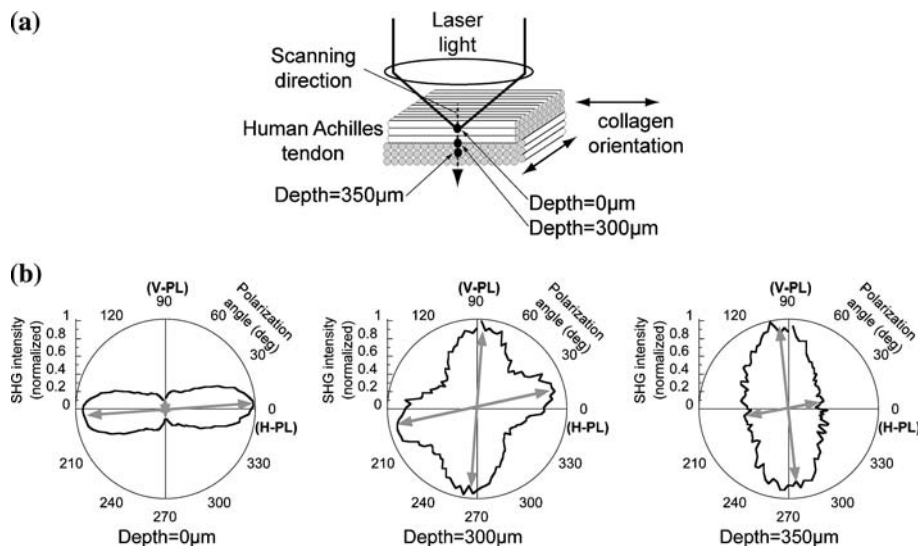 (a)
Laser
light
Scanning
direction
Human Achilles
tendon
collagen
orientation
Depth=350μm
Depth=0μm
Depth=300μm
(b)
SHG intensity
(normalized)
1
0.8
0.6
0.4
0.2
0
(V-PL)
90
120
60
Polarization
angle (deg)
30
0
(H-PL)
210
330
240
300
270
Depth=0μm
SHG intensity
(normalized)
1
0.8
0.6
0.4
0.2
0
(V-PL)
90
120
60
Polarization
angle (deg)
30
0
(H-PL)
210
330
240
300
270
Depth=300μm
SHG intensity
(normalized)
1
0.8
0.6
0.4
0.2
0
(V-PL)
90
120
60
Polarization
angle (deg)
30
0
(H-PL)
210
330
240
300
270
Depth=350μm